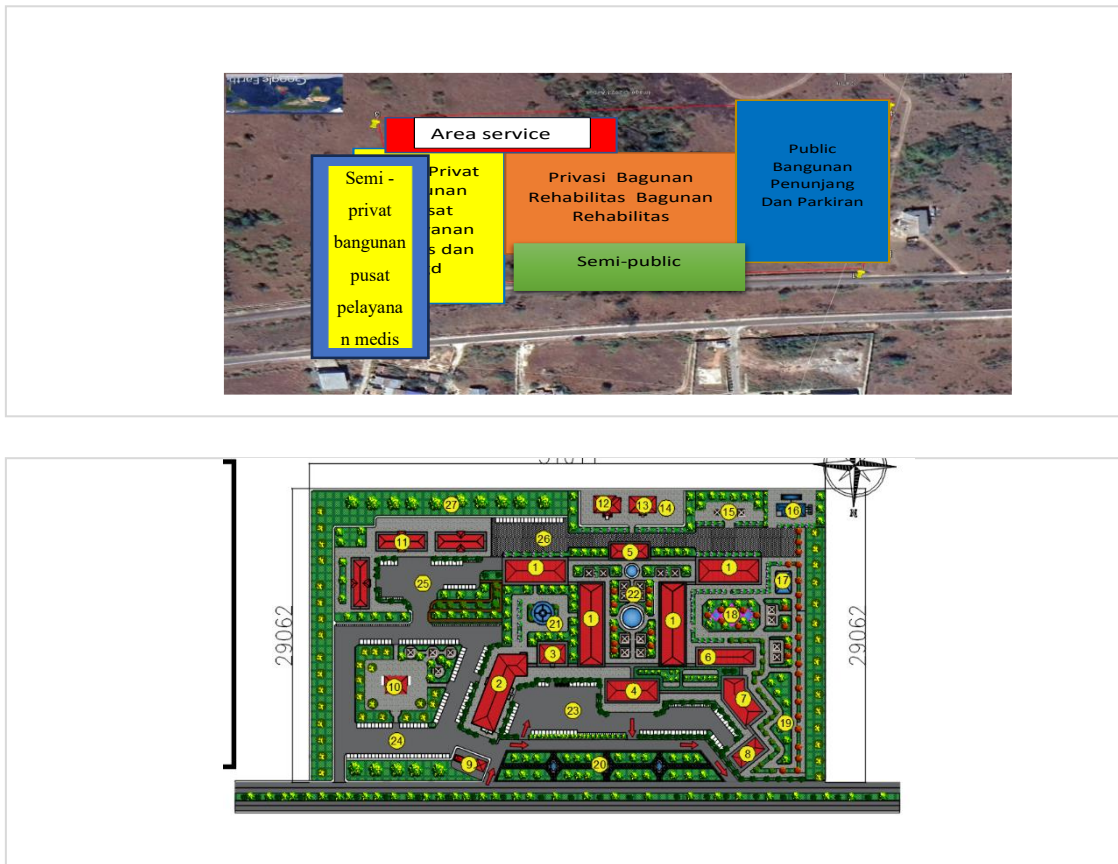 Area service
Semi -
privat
bangunan
pusat
pelayana
n medis
Privat
unan
sat
anan
s dan
d
Privasi Bagunan
Rehabilitas Bagunan
Rehabilitas
Semi-public
Public
Bangunan
Penunjang
Dan Parkiran
29062
29062
27
12
13
14
15
16
11
26
5
1
1
17
25
22
18
21
1
1
3
6
10
2
4
7
23
19
24
8
9
20